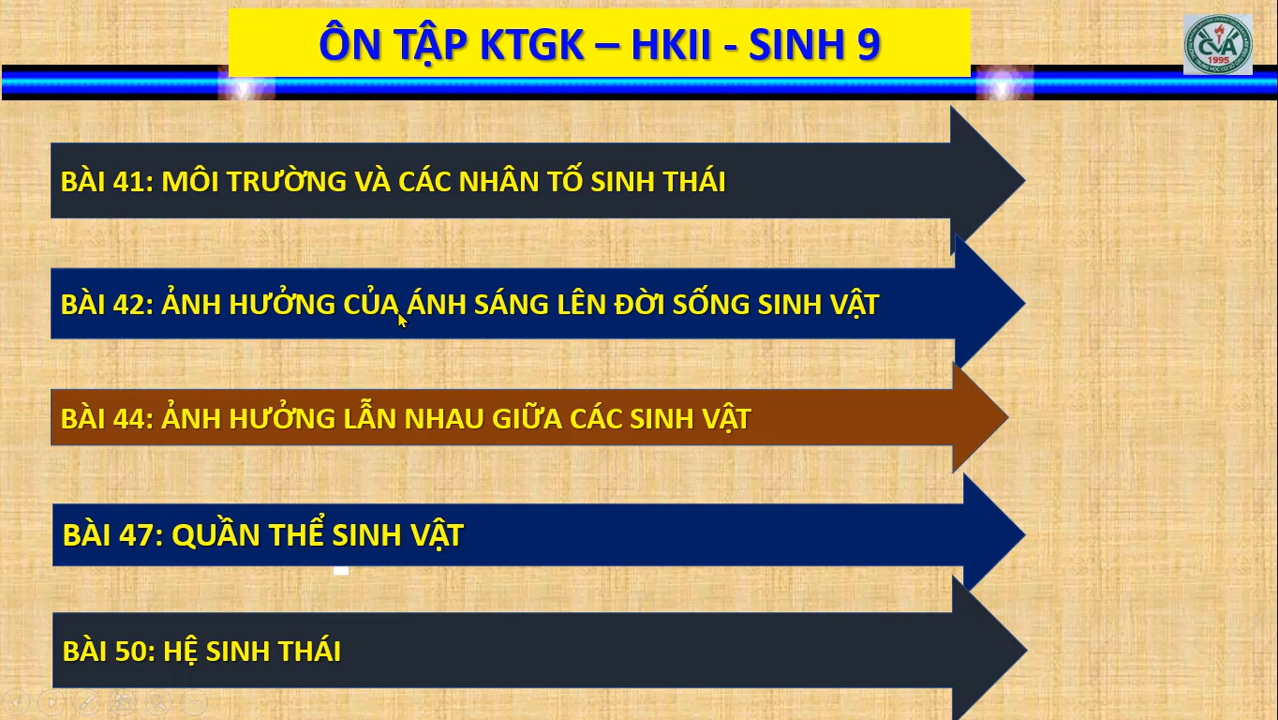 ÔN TẬP KTGK – HKII - SINH 9
CVA
1995
BÀI 41: MÔI TRƯỜNG VÀ CÁC NHÂN TỐ SINH THÁI
BÀI 42: ẢNH HƯỞNG CỦA ÁNH SÁNG LÊN ĐỜI SỐNG SINH VẬT
BÀI 44: ẢNH HƯỞNG LẪN NHAU GIỮA CÁC SINH VẬT
BÀI 47: QUẦN THỂ SINH VẬT
BÀI 50: HỆ SINH THÁI